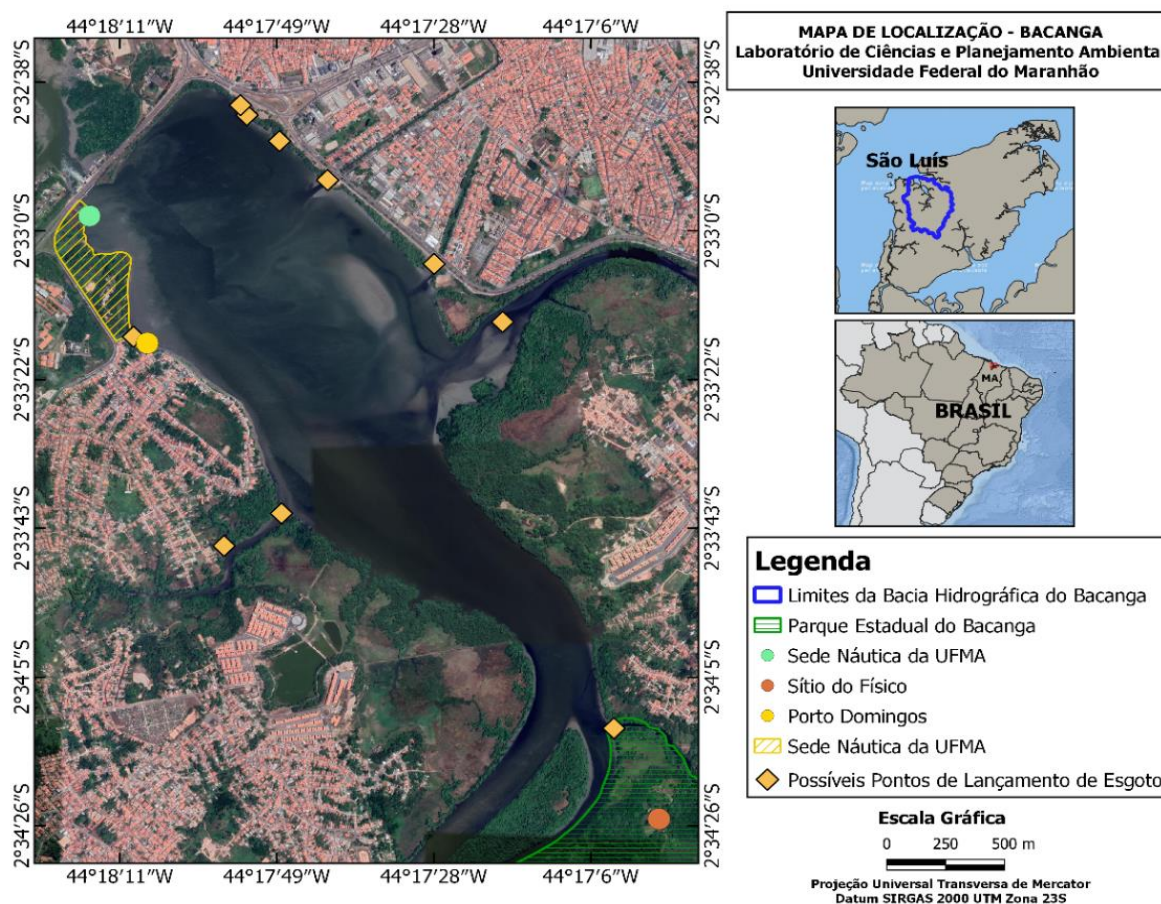 44°18'11"W 44°17'49"W 44°17'28"W 44°17'6"W
2°32'38"S 2°32'38"S
2°33'0"S 2°33'0"S
2°33'22"S 2°33'22"S
2°33'43"S 2°33'43"S
2°34'5"S 2°34'5"S
2°34'26"S 2°34'26"S
44°18'11"W 44°17'49"W 44°17'28"W 44°17'6"W
MAPA DE LOCALIZAÇÃO - BACANGA
Laboratório de Ciências e Planejamento Ambienta
Universidade Federal do Maranhão
São Luís
MA
BRASIL
Legenda
Limites da Bacia Hidrográfica do Bacanga
Parque Estadual do Bacanga
Sede Náutica da UFMA
Sítio do Físico
Porto Domingos
Sede Náutica da UFMA
Possíveis Pontos de Lançamento de Esgoto
Escala Gráfica
0 250 500 m
Projeção Universal Transversa de Mercator
Datum SIRGAS 2000 UTM Zona 23S